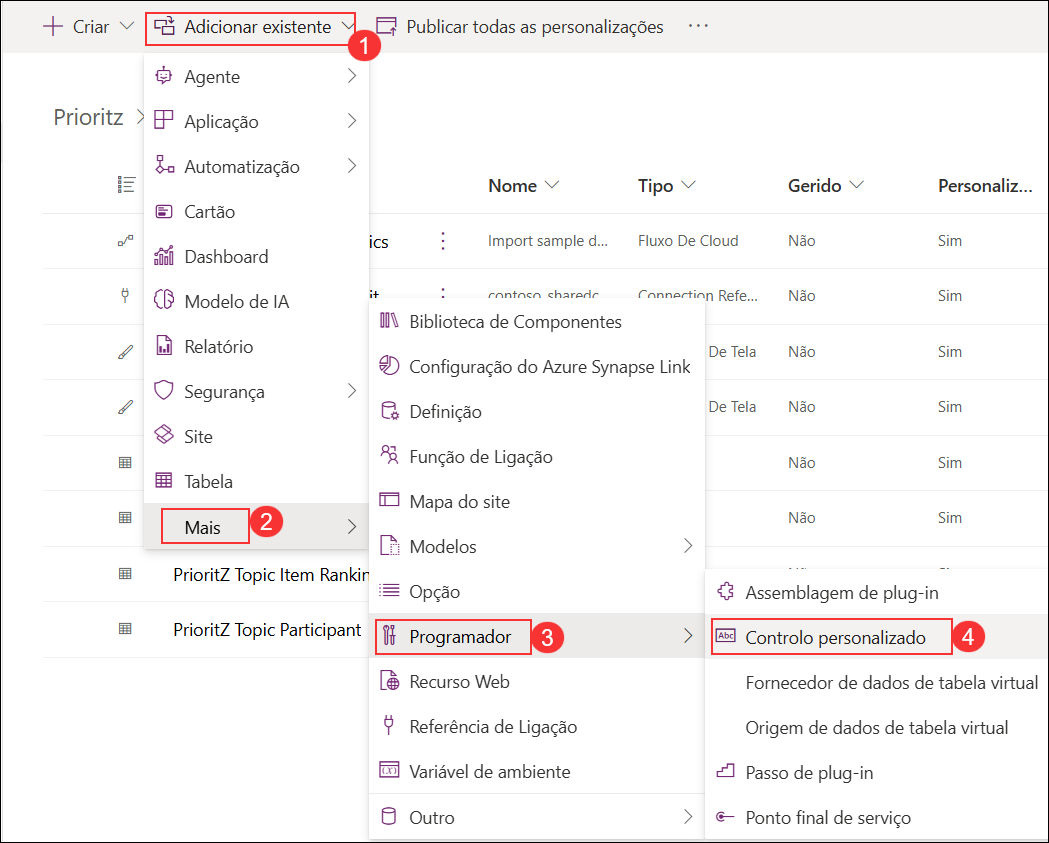 Criar
Adicionar existente
1
Publicar todas as personalizações
...
Prioritz
Agente
Aplicação
Automatização
Cartão
Dashboard
Modelo de IA
Relatório
Segurança
Site
Tabela
Mais
2
Nome Tipo Gerido Personaliz...
ics Import sample d... Fluxo De Cloud Não Sim
it contoso_sharedc Connection Refe... Não Sim
De Tela Não Sim
De Tela Não Sim
Não Sim
Não Sim
PrioritZ Topic Item Rankin
PrioritZ Topic Participant
Biblioteca de Componentes
Configuração do Azure Synapse Link
Definição
Função de Ligação
Mapa do site
Modelos
Opção
Programador
3
Recurso Web
Referência de Ligação
Variável de ambiente
Outro
Assemblagem de plug-in
Abc Controlo personalizado
4
Fornecedor de dados de tabela virtual
Origem de dados de tabela virtual
Passo de plug-in
Ponto final de serviço